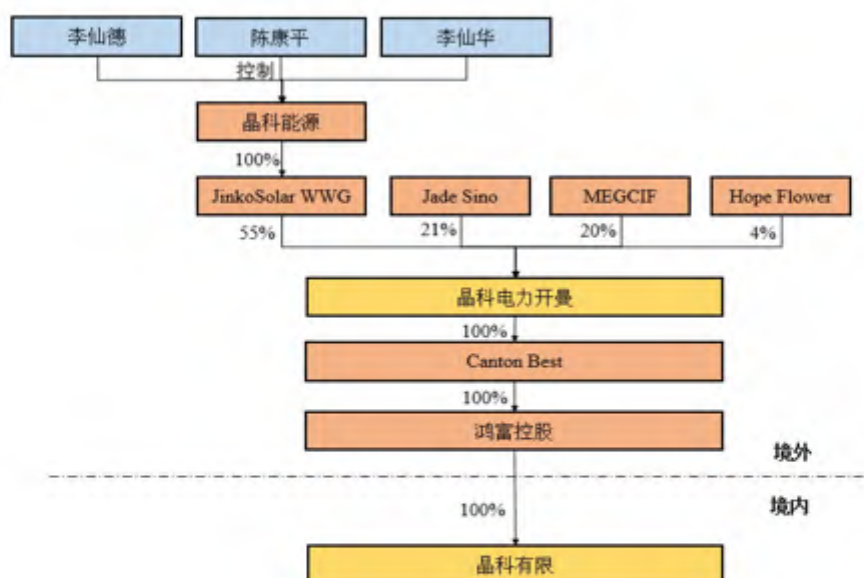 李仙德
陈康平
李仙华
控制
晶科能源
100%
JinkoSolar WWG
Jade Sino
MEGCIF
Hope Flower
55%
21%
20%
4%
晶科电力开曼
100%
Canton Best
100%
鸿富控股
境外
境内
100%
晶科有限